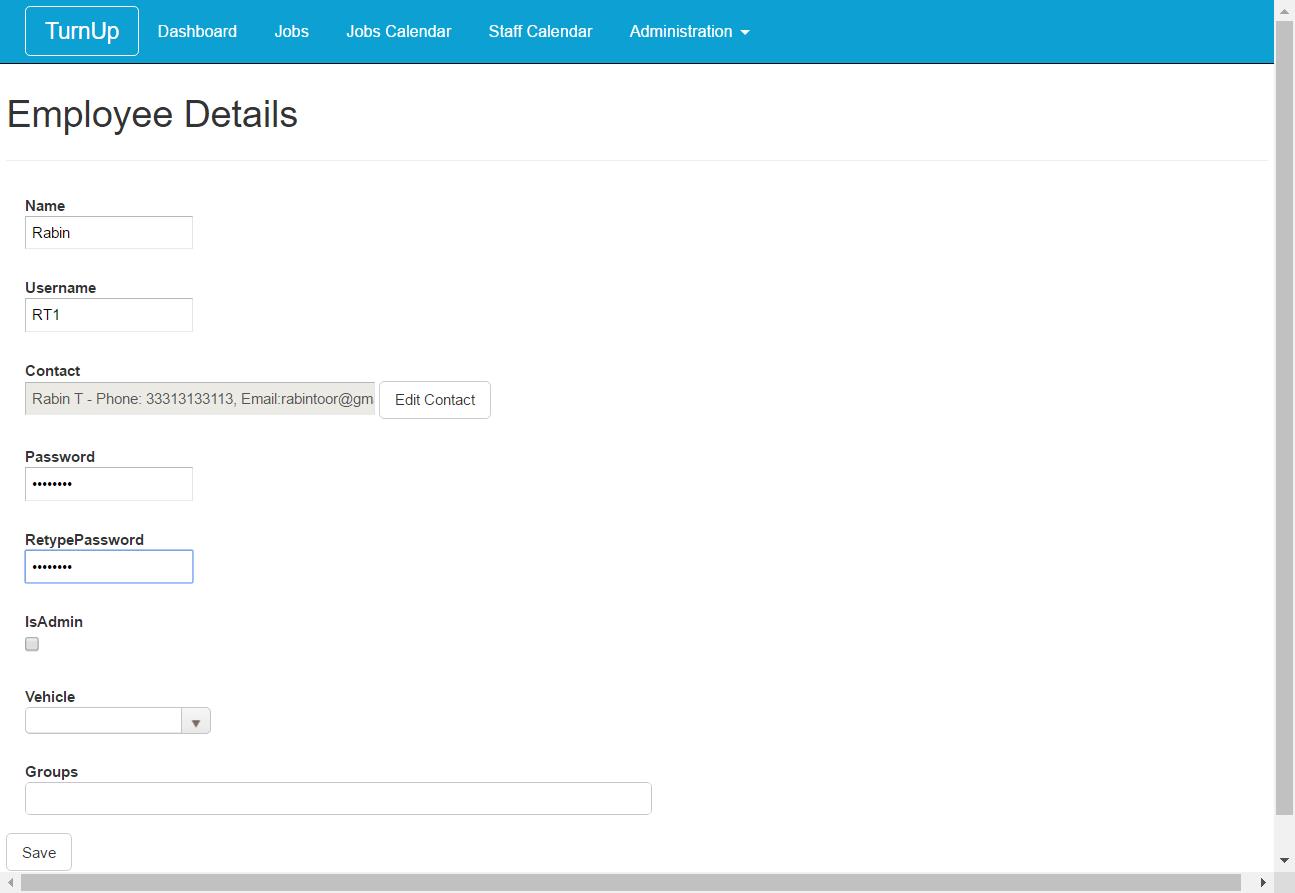 TurnUp Dashboard Jobs Jobs Calendar Staff Calendar Administration
Employee Details
Name
Rabin
Username
RT1
Contact
Rabin T - Phone: 33313133113, Email:rabintoor@gm Edit Contact
Password
••••••••
RetypePassword
••••••••
IsAdmin
Vehicle
Groups
Save